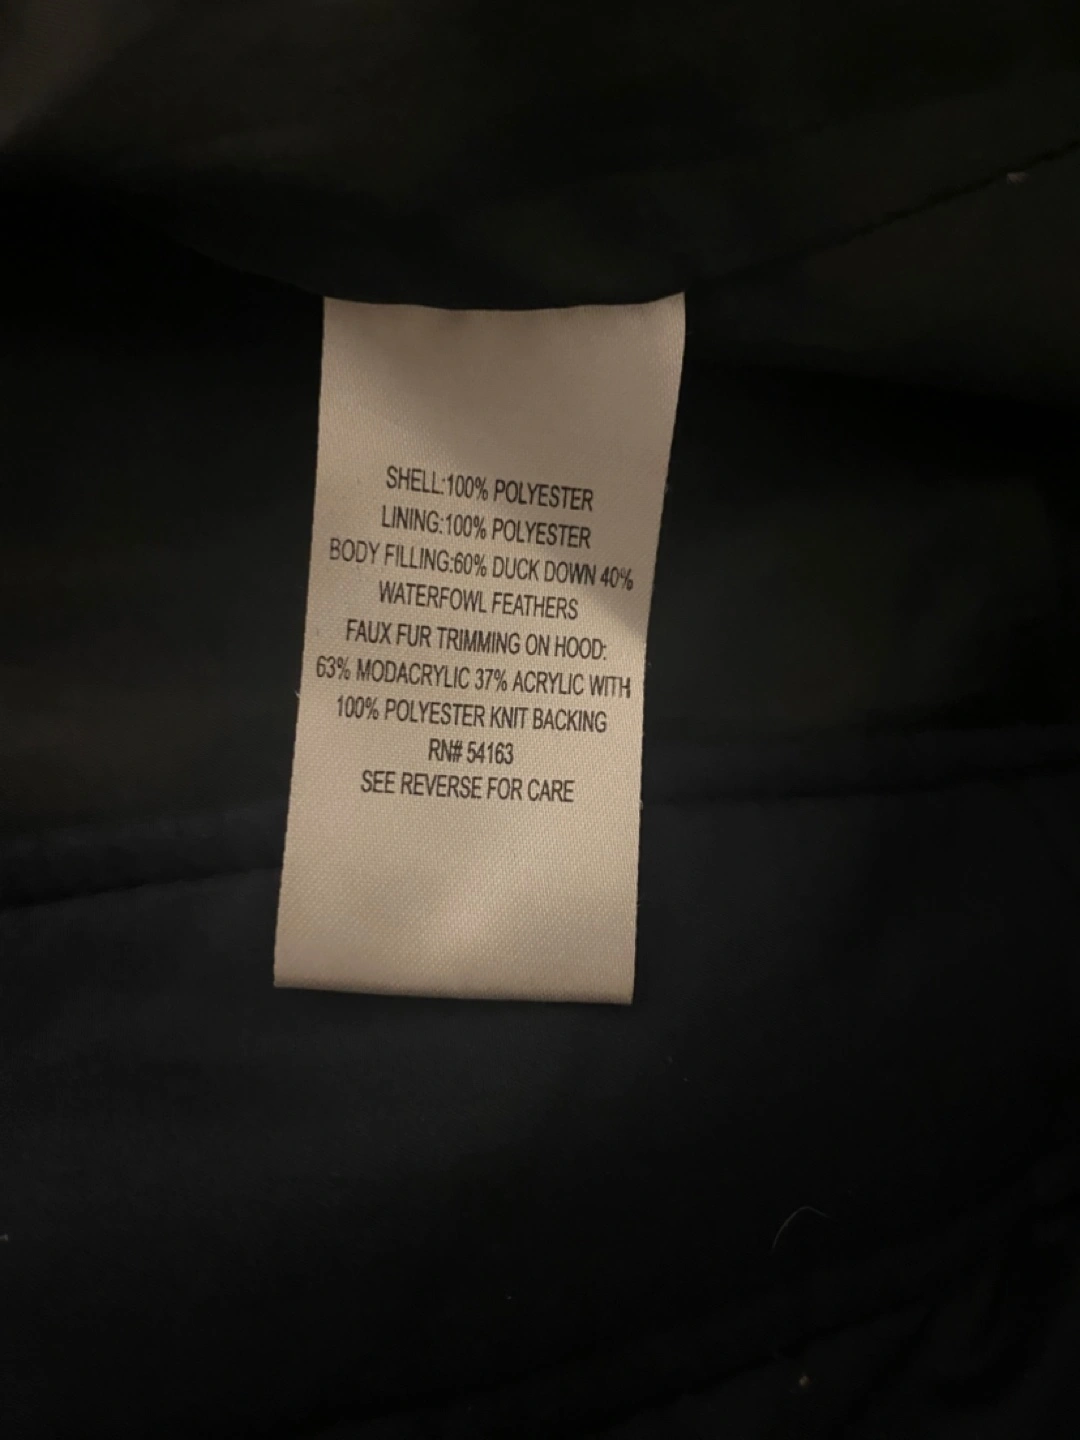 SHELL:100% POLYESTER
LINING:100% POLYESTER
BODY FILLING:60% DUCK DOWN 40%
WATERFOWL FEATHERS
FAUX FUR TRIMMING ON HOOD:
63% MODACRYLIC 37% ACRYLIC WITH
100% POLYESTER KNIT BACKING
RN# 54163
SEE REVERSE FOR CARE